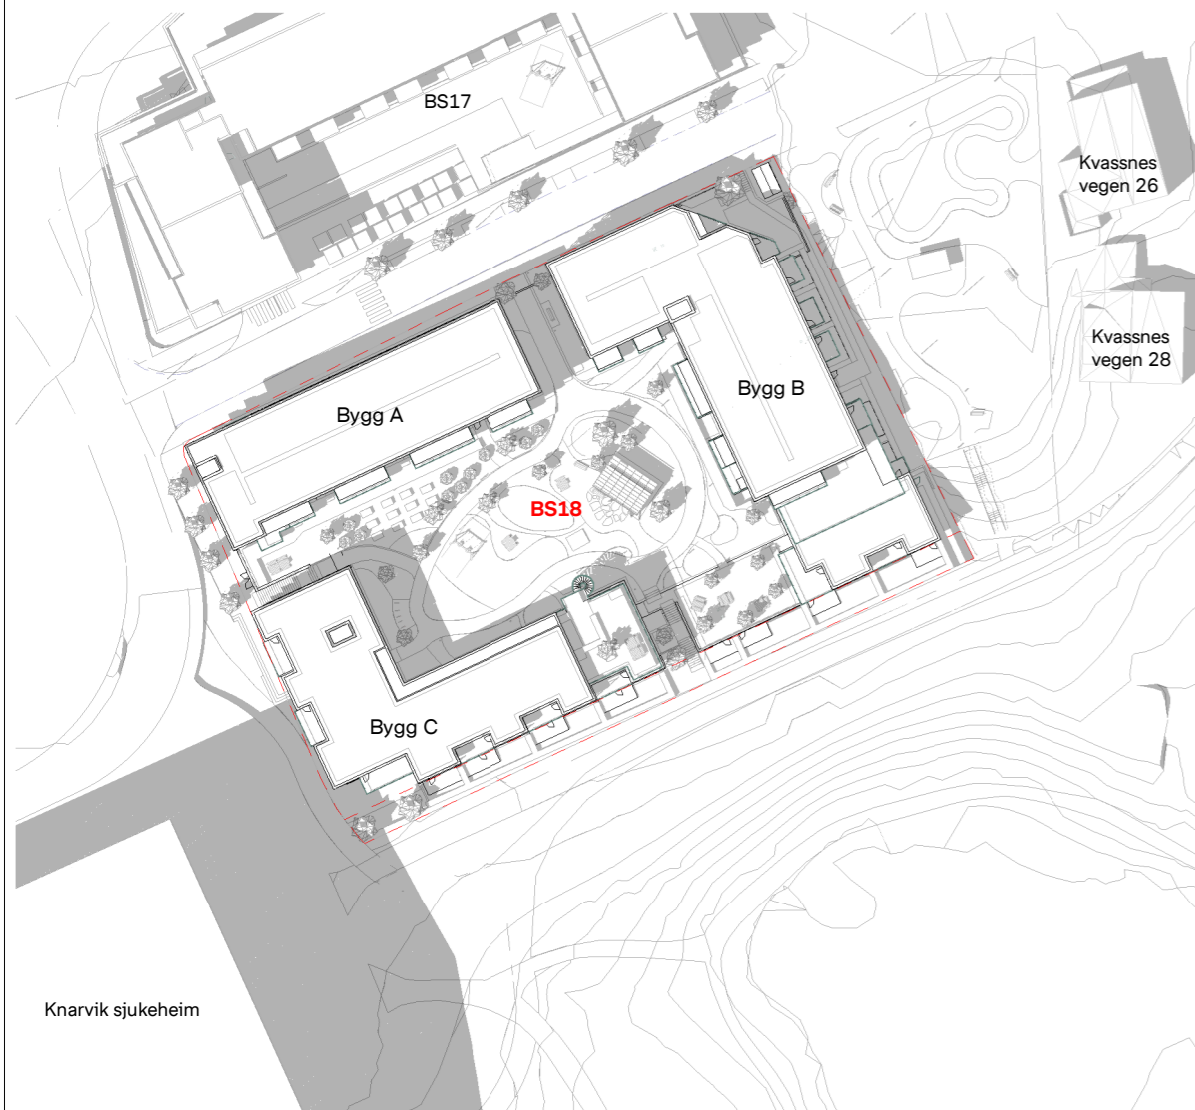 BS17
Kvassnes
vegen 26
Kvassnes
vegen 28
Bygg B
Bygg A
BS18
Bygg C
Knarvik sjukeheim